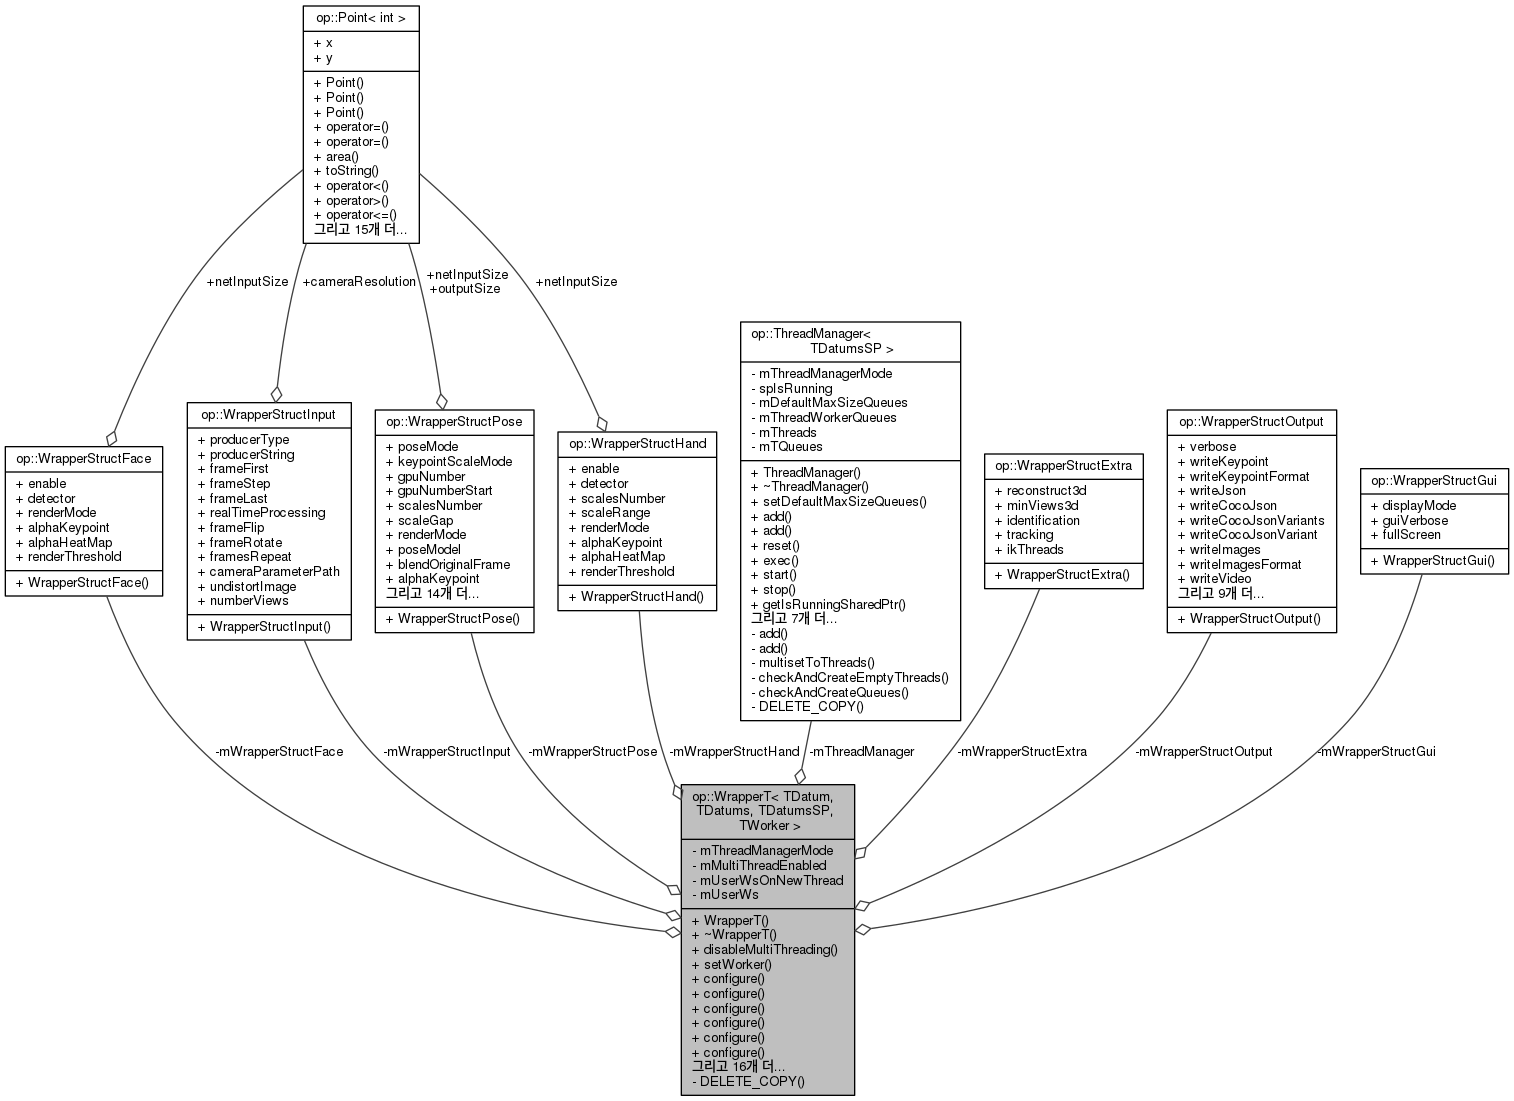 op::Point< int >
+ x
+ y
+ Point()
+ Point()
+ Point()
+ operator=()
+ operator=()
+ area()
+ toString()
+ operator<()
+ operator>()
+ operator<=()
그리고 15개 더...
+netInputSize
+cameraResolution
+netInputSize
+outputSize
+netInputSize
op::WrapperStructFace
+ enable
+ detector
+ renderMode
+ alphaKeypoint
+ alphaHeatMap
+ renderThreshold
+ WrapperStructFace()
op::WrapperStructInput
+ producerType
+ producerString
+ frameFirst
+ frameStep
+ frameLast
+ realTimeProcessing
+ frameFlip
+ frameRotate
+ framesRepeat
+ cameraParameterPath
+ undistortImage
+ numberViews
+ WrapperStructInput()
op::WrapperStructPose
+ poseMode
+ keypointScaleMode
+ gpuNumber
+ gpuNumberStart
+ scalesNumber
+ scaleGap
+ renderMode
+ poseModel
+ blendOriginalFrame
+ alphaKeypoint
그리고 14개 더...
+ WrapperStructPose()
op::WrapperStructHand
+ enable
+ detector
+ scalesNumber
+ scaleRange
+ renderMode
+ alphaKeypoint
+ alphaHeatMap
+ renderThreshold
+ WrapperStructHand()
op::ThreadManager<
TDatumsSP >
- mThreadManagerMode
- spIsRunning
- mDefaultMaxSizeQueues
- mThreadWorkerQueues
- mThreads
- mTQueues
+ ThreadManager()
+ ~ThreadManager()
+ setDefaultMaxSizeQueues()
+ add()
+ add()
+ reset()
+ exec()
+ start()
+ stop()
+ getIsRunningSharedPtr()
그리고 7개 더...
- add()
- add()
- multisetToThreads()
- checkAndCreateEmptyThreads()
- checkAndCreateQueues()
- DELETE_COPY()
op::WrapperStructExtra
+ reconstruct3d
+ minViews3d
+ identification
+ tracking
+ ikThreads
+ WrapperStructExtra()
op::WrapperStructOutput
+ verbose
+ writeKeypoint
+ writeKeypointFormat
+ writeJson
+ writeCocoJson
+ writeCocoJsonVariants
+ writeCocoJsonVariant
+ writeImages
+ writeImagesFormat
+ writeVideo
그리고 9개 더...
+ WrapperStructOutput()
op::WrapperStructGui
+ displayMode
+ guiVerbose
+ fullScreen
+ WrapperStructGui()
-mWrapperStructFace
-mWrapperStructInput
-mWrapperStructPose
-mWrapperStructHand
-mThreadManager
-mWrapperStructExtra
-mWrapperStructOutput
-mWrapperStructGui
op::WrapperT< TDatum,
TDatums, TDatumsSP,
TWorker >
- mThreadManagerMode
- mMultiThreadEnabled
- mUserWsOnNewThread
- mUserWs
+ WrapperT()
+ ~WrapperT()
+ disableMultiThreading()
+ setWorker()
+ configure()
+ configure()
+ configure()
+ configure()
+ configure()
+ configure()
그리고 16개 더...
- DELETE_COPY()